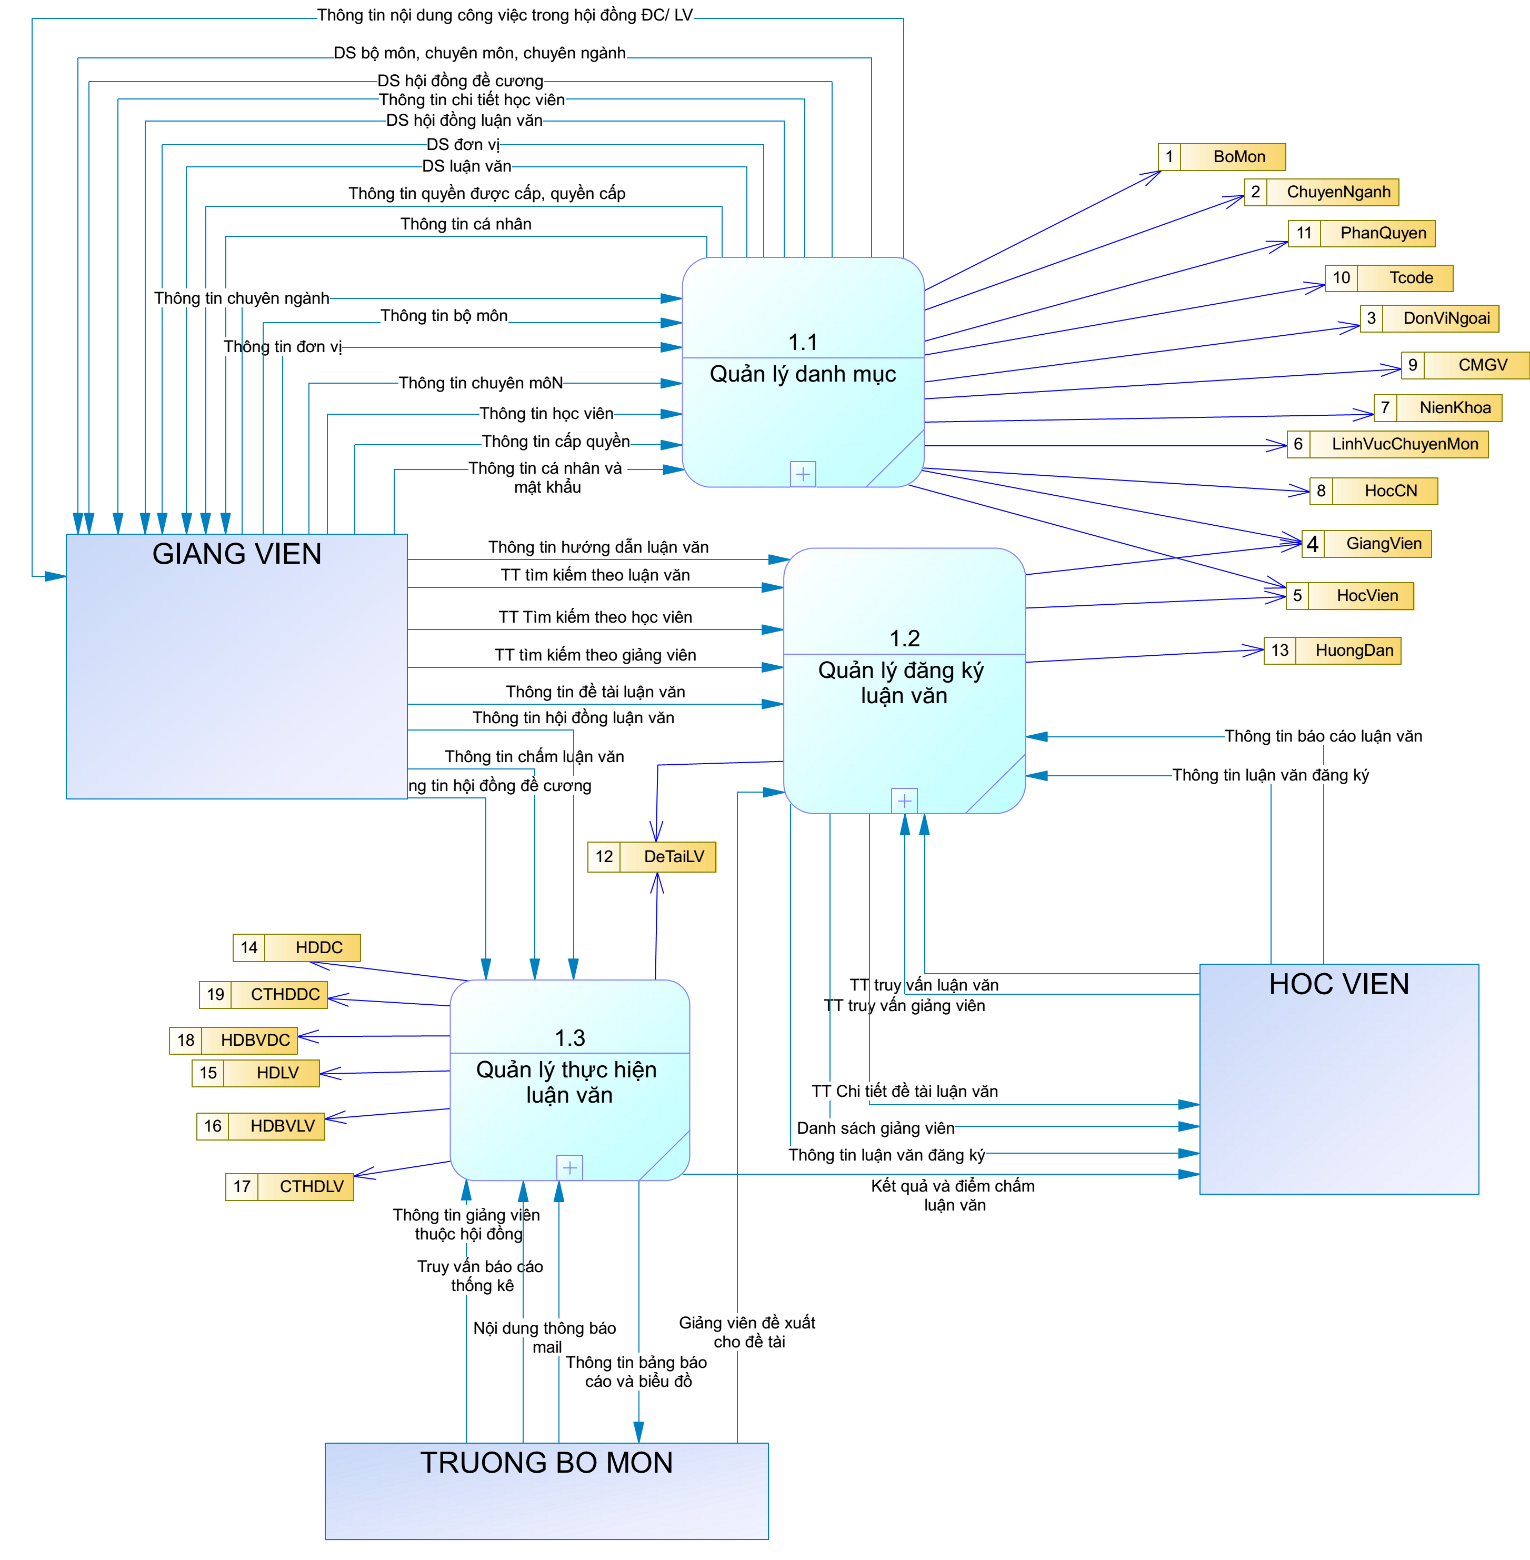 Thông tin nội dung công việc trong hội đồng ĐC/ LV
DS bộ môn, chuyên môn, chuyên ngành
DS hội đồng đề cương
Thông tin chi tiết học viên
DS hội đồng luận văn
DS đơn vị
DS luận văn
Thông tin quyền được cấp, quyền cấp
Thông tin cá nhân
1 BoMon
2 ChuyenNganh
11 PhanQuyen
10 Tcode
3 DonViNgoai
9 CMGV
7 NienKhoa
6 LinhVucChuyenMon
8 HocCN
4 GiangVien
5 HocVien
13 HuongDan
Thông tin chuyên ngành
Thông tin bộ môn
Thông tin đơn vị
Thông tin chuyên môN
Thông tin học viên
Thông tin cấp quyền
Thông tin cá nhân và
mật khẩu
1.1
Quản lý danh mục
GIANG VIEN
Thông tin hướng dẫn luận văn
TT tìm kiếm theo luận văn
TT Tìm kiếm theo học viên
TT tìm kiếm theo giảng viên
Thông tin đề tài luận văn
Thông tin hội đồng luận văn
Thông tin chấm luận văn
ng tin hội đồng đề cương
1.2
Quản lý đăng ký
luận văn
Thông tin báo cáo luận văn
Thông tin luận văn đăng ký
12 DeTaiLV
14 HDDC
19 CTHDDC
18 HDBVDC
15 HDLV
16 HDBVLV
17 CTHDLV
1.3
Quản lý thực hiện
luận văn
TT truy vấn luận văn
TT truy vấn giảng viên
HOC VIEN
TT Chi tiết đề tài luận văn
Danh sách giảng viên
Thông tin luận văn đăng ký
Kết quả và điểm chấm
luận văn
Thông tin giảng viên
thuộc hội đồng
Truy vấn báo cáo
thống kê
Nội dung thông báo
mail
Thông tin bảng báo
cáo và biểu đồ
Giảng viên đề xuất
cho đề tài
TRUONG BO MON